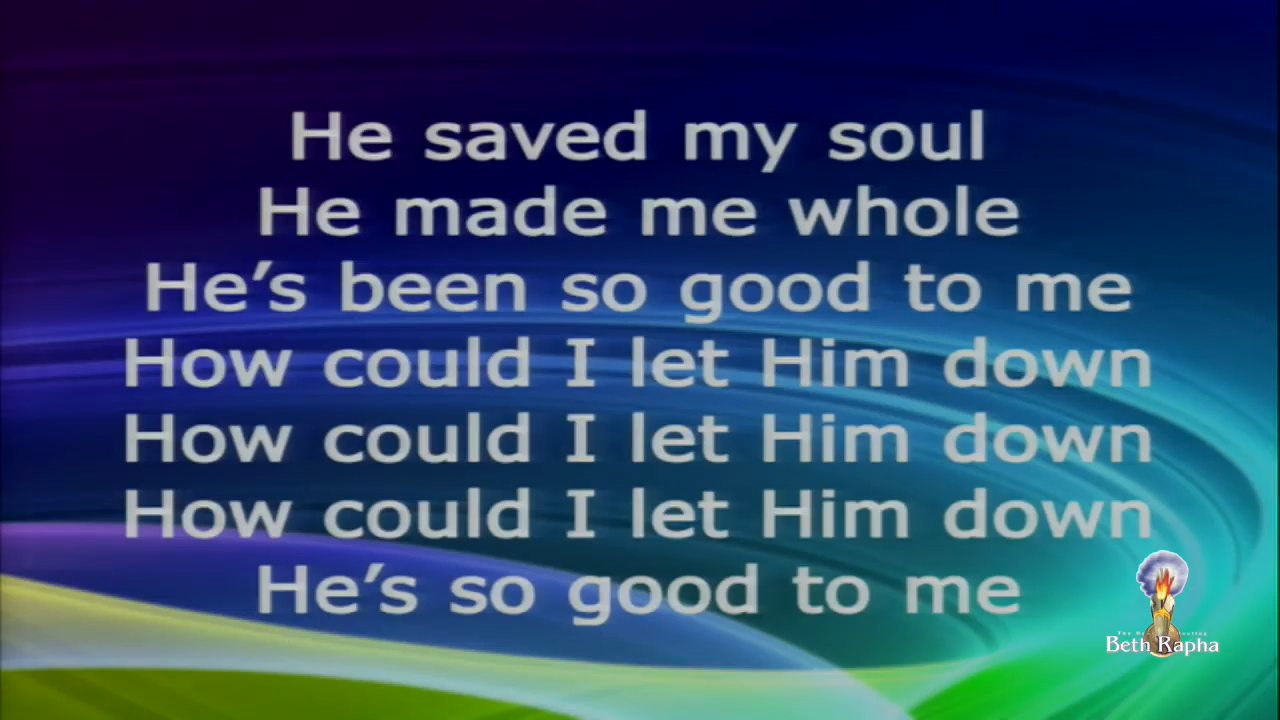 He saved my soul
He made me whole
He’s been so good to me
How could I let Him down
How could I let Him down
How could I let Him down
He’s so good to me
Beth Rapha